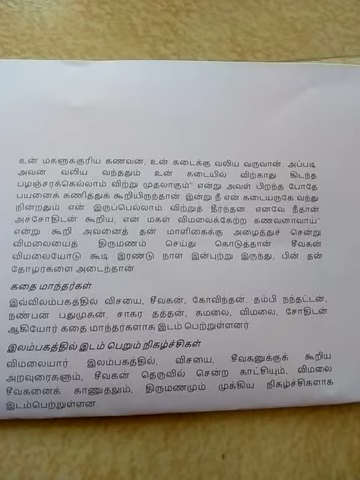 உன் மகளுக்குரிய கணவன், உன் கடைக்கு வலிய வருவான். அப்படி
அவன் வலிய வந்ததும் உன் கடையில் விற்காது கிடந்த
பழஞ்சரக்கெல்லாம் விற்று முதலாகும்" என்று அவள் பிறந்த போதே
பயனைக் கணித்துக் கூறியிருந்தான் இன்று நீ என் கடையருகே வந்து
நின்றதும் என் இருப்பெல்லாம் விற்றுத் தீர்ந்தன. எனவே நீதான்
அச்சோதிடன் கூறிய, என் மகள் விமலைக்கேற்ற கணவனாவாய்"
என்று கூறி அவனைத் தன் மாளிகைக்கு அழைத்துச் சென்று
விமலையைத் திருமணம் செய்து கொடுத்தான். சீவகன்
விமலையோடு கூடி இரண்டு நாள் இன்புற்று இருந்து, பின் தன்
தோழர்களை அடைந்தான்
கதை மாந்தர்கள்
இவ்விலம்பகத்தில் விசயை, சீவகன், கோவிந்தன், தம்பி நந்தட்டன்,
நண்பன் பதுமுகன், சாகர தத்தன், கமலை, விமலை, சோதிடன்
ஆகியோர் கதை மாந்தர்களாக இடம் பெற்றுள்ளனர்
இலம்பகத்தில் இடம் பெறும் நிகழ்ச்சிகள்
விமலையார் இலம்பகத்தில், விசயை, சீவகனுக்குக் கூறிய
அறவுரைகளும், சீவகன் தெருவில் சென்ற காட்சியும், விமலை
சீவகனைக் காணுதலும், திருமணமும் முக்கிய நிகழ்ச்சிகளாக
இடம்பெற்றுள்ளன